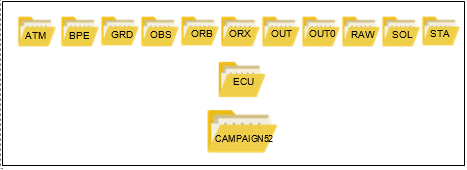 ATM BPE GRD OBS ORB ORX OUT OUT0 RAW SOL STA
ECU
CAMPAIGN52